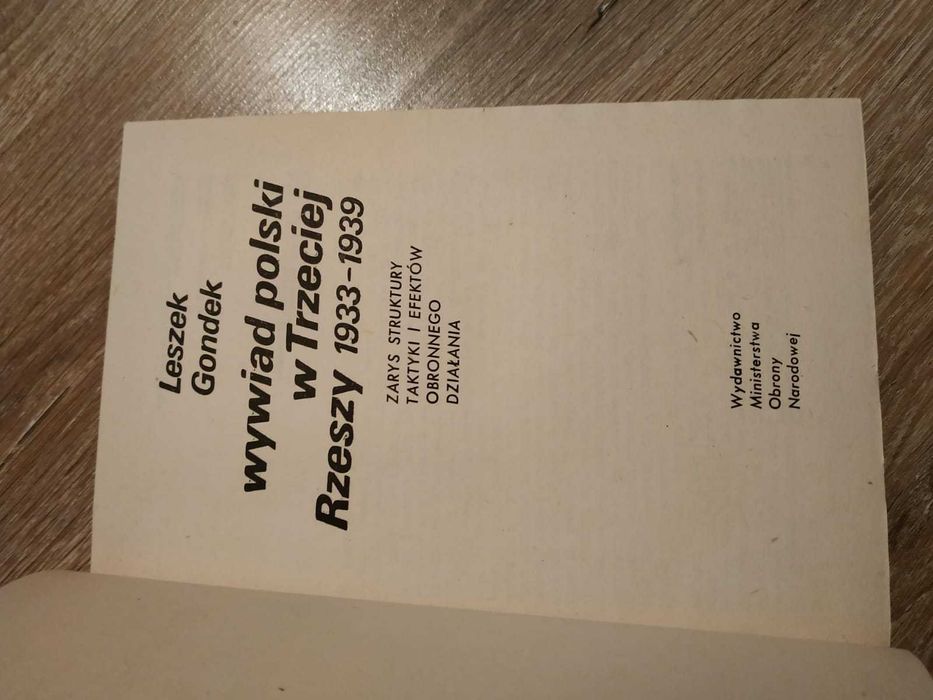 Leszek
Gondek
wywiad polski
w Trzeciej
Rzeszy 1933-1939
ZARYS STRUKTURY
TAKTYKI I EFEKTÓW
OBRONNEGO
DZIAŁANIA
Wydawnictwo
Ministerstwa
Obrony
Narodowej